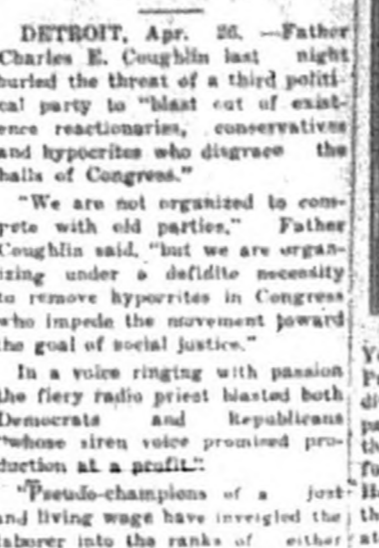 DETROIT, Apr. 26. —Father
Charles E. Coughlin last night
hurled the threat of a third politi-
cal party to "blast out of exist-
ence reactionaries, conservatives
and hypocrites who disgrace the
halls of Congress."
"We are not organized to com-
pete with old parties," Father
Coughlin said, "but we are organ-
izing under a defidite necessity
to remove hypocrites in Congress
who impede the movement toward
the goal of social justice."
In a voice ringing with passion
the fiery radio priest blasted both
Democrats and Republicans
"whose siren voice promised pro-
duction at a profit."
"Pseudo-champions of a just
and living wage have inveigled the
laborer into the ranks of either